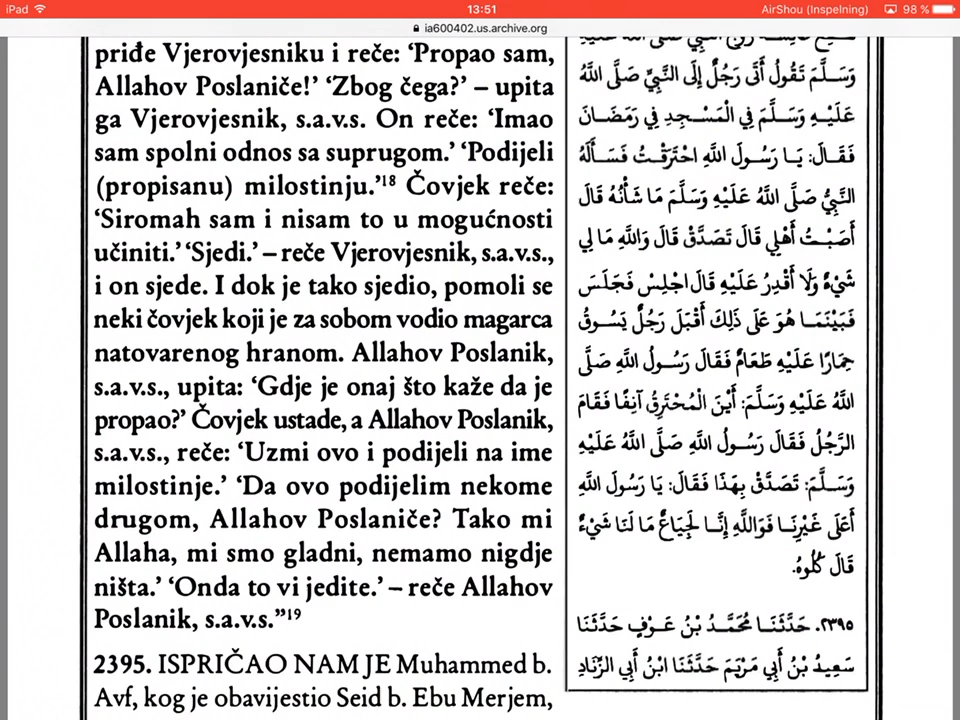 iPad 13:51 AirShou (Inspelning) 98 %
ia600402.us.archive.org
priđe Vjerovjesniku i reče: ‘Propao sam,
Allahov Poslaniče!’ ‘Zbog čega?’ – upita
ga Vjerovjesnik, s.a.v.s. On reče: ‘Imao
sam spolni odnos sa suprugom.’ ‘Podijeli
(propisanu) milostinju.’¹⁸ Čovjek reče:
‘Siromah sam i nisam to u mogućnosti
učiniti.’ ‘Sjedi.’ – reče Vjerovjesnik, s.a.v.s.,
i on sjede. I dok je tako sjedio, pomoli se
neki čovjek koji je za sobom vodio magarca
natovarenog hranom. Allahov Poslanik,
s.a.v.s., upita: ‘Gdje je onaj što kaže da je
propao?’ Čovjek ustade, a Allahov Poslanik,
s.a.v.s., reče: ‘Uzmi ovo i podijeli na ime
milostinje.’ ‘Da ovo podijelim nekome
drugom, Allahov Poslaniče? Tako mi
Allaha, mi smo gladni, nemamo nigdje
ništa.’ ‘Onda to vi jedite.’ – reče Allahov
Poslanik, s.a.v.s.”¹⁹
2395. ISPRIČAO NAM JE Muhammed b.
Avf, kog je obavijestio Seid b. Ebu Merjem,
وَسَلَّمَ تَقُولُ أَتَى رَجُلٌ إِلَى النَّبِيِّ صَلَّى اللَّهُ
عَلَيْهِ وَسَلَّمَ فِي الْمَسْجِدِ فِي رَمَضَانَ
فَقَالَ: يَا رَسُولَ اللَّهِ احْتَرَقْتُ فَسَأَلَهُ
النَّبِيُّ صَلَّى اللَّهُ عَلَيْهِ وَسَلَّمَ مَا شَأْنُهُ قَالَ
أَصَبْتُ أَهْلِي قَالَ تَصَدَّقْ قَالَ وَاللَّهِ مَا لِي
شَيْءٌ وَلَا أَقْدِرُ عَلَيْهِ قَالَ اجْلِسْ فَجَلَسَ
فَبَيْنَمَا هُوَ عَلَى ذَلِكَ أَقْبَلَ رَجُلٌ يَسُوقُ
حِمَارًا عَلَيْهِ طَعَامٌ فَقَالَ رَسُولُ اللَّهِ صَلَّى
اللَّهُ عَلَيْهِ وَسَلَّمَ: أَيْنَ الْمُحْتَرِقُ آنِفًا فَقَامَ
الرَّجُلُ فَقَالَ رَسُولُ اللَّهِ صَلَّى اللَّهُ عَلَيْهِ
وَسَلَّمَ: تَصَدَّقْ بِهَذَا فَقَالَ: يَا رَسُولَ اللَّهِ
أَعَلَى غَيْرِنَا فَوَاللَّهِ إِنَّا لَجِيَاعٌ مَا لَنَا شَيْءٌ
قَالَ كُلُوهُ.
٢٣٩٥. حَدَّثَنَا مُحَمَّدُ بْنُ عَوْفٍ حَدَّثَنَا
سَعِيدُ بْنُ أَبِي مَرْيَمَ حَدَّثَنَا ابْنُ أَبِي الزِّنَادِ